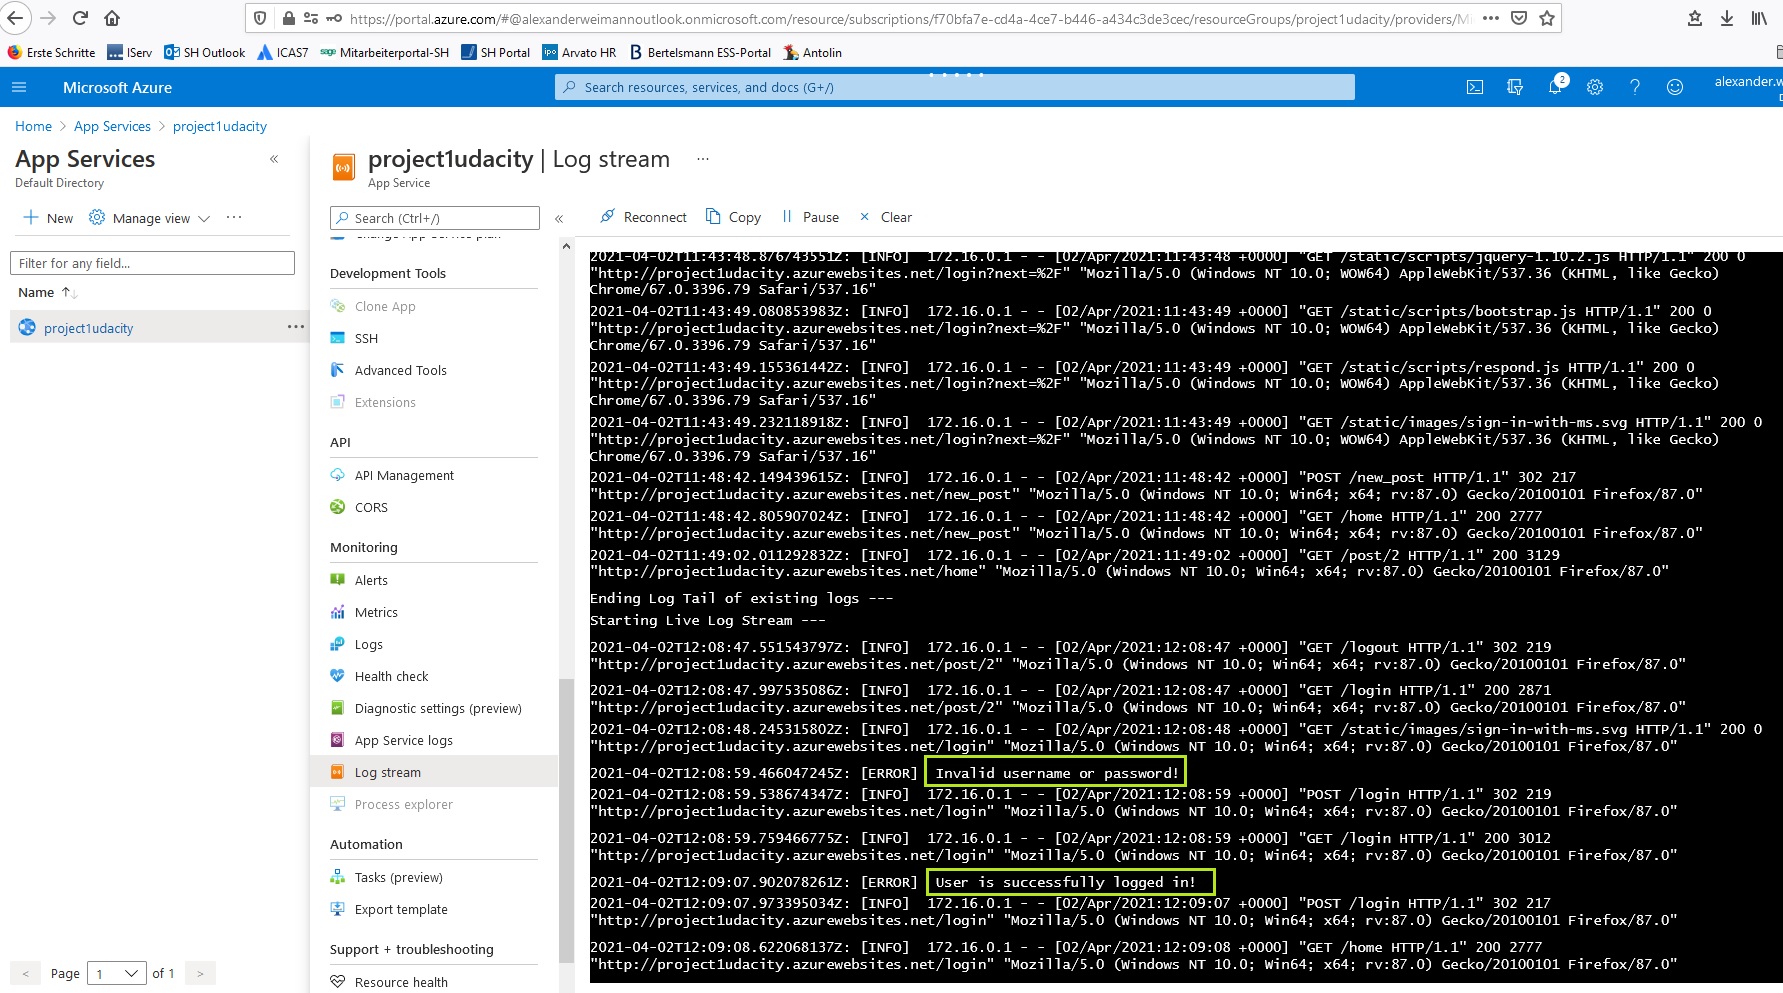 https://portal.azure.com/#@alexanderweimannoutlook.onmicrosoft.com/resource/subscriptions/f70bfa7e-cd4a-4ce7-b446-a434c3de3cec/resourceGroups/project1udacity/providers/Mi
Erste Schritte IServ SH Outlook ICAS7 Mitarbeiterportal-SH SH Portal Arvato HR Bertelsmann ESS-Portal Antolin
Microsoft Azure
Search resources, services, and docs (G+/)
2
alexander.w
Home > App Services > project1udacity
App Services
Default Directory
New Manage view ...
Filter for any field...
Name
project1udacity
< Page 1 of 1 >
project1udacity | Log stream ...
App Service
Search (Ctrl+/)
Change App Service plan
Development Tools
Clone App
SSH
Advanced Tools
Extensions
API
API Management
CORS
Monitoring
Alerts
Metrics
Logs
Health check
Diagnostic settings (preview)
App Service logs
Log stream
Process explorer
Automation
Tasks (preview)
Export template
Support + troubleshooting
Resource health
Reconnect Copy Pause Clear
2021-04-02T11:43:48.876743551Z: [INFO]  172.16.0.1 - - [02/Apr/2021:11:43:48 +0000] "GET /static/scripts/jquery-1.10.2.js HTTP/1.1" 200 0
"http://project1udacity.azurewebsites.net/login?next=%2F" "Mozilla/5.0 (Windows NT 10.0; WOW64) AppleWebKit/537.36 (KHTML, like Gecko)
Chrome/67.0.3396.79 Safari/537.16"
2021-04-02T11:43:49.080853983Z: [INFO]  172.16.0.1 - - [02/Apr/2021:11:43:49 +0000] "GET /static/scripts/bootstrap.js HTTP/1.1" 200 0
"http://project1udacity.azurewebsites.net/login?next=%2F" "Mozilla/5.0 (Windows NT 10.0; WOW64) AppleWebKit/537.36 (KHTML, like Gecko)
Chrome/67.0.3396.79 Safari/537.16"
2021-04-02T11:43:49.155361442Z: [INFO]  172.16.0.1 - - [02/Apr/2021:11:43:49 +0000] "GET /static/scripts/respond.js HTTP/1.1" 200 0
"http://project1udacity.azurewebsites.net/login?next=%2F" "Mozilla/5.0 (Windows NT 10.0; WOW64) AppleWebKit/537.36 (KHTML, like Gecko)
Chrome/67.0.3396.79 Safari/537.16"
2021-04-02T11:43:49.232118918Z: [INFO]  172.16.0.1 - - [02/Apr/2021:11:43:49 +0000] "GET /static/images/sign-in-with-ms.svg HTTP/1.1" 200 0
"http://project1udacity.azurewebsites.net/login?next=%2F" "Mozilla/5.0 (Windows NT 10.0; WOW64) AppleWebKit/537.36 (KHTML, like Gecko)
Chrome/67.0.3396.79 Safari/537.16"
2021-04-02T11:48:42.149439615Z: [INFO]  172.16.0.1 - - [02/Apr/2021:11:48:42 +0000] "POST /new_post HTTP/1.1" 302 217
"http://project1udacity.azurewebsites.net/new_post" "Mozilla/5.0 (Windows NT 10.0; Win64; x64; rv:87.0) Gecko/20100101 Firefox/87.0"
2021-04-02T11:48:42.805907024Z: [INFO]  172.16.0.1 - - [02/Apr/2021:11:48:42 +0000] "GET /home HTTP/1.1" 200 2777
"http://project1udacity.azurewebsites.net/new_post" "Mozilla/5.0 (Windows NT 10.0; Win64; x64; rv:87.0) Gecko/20100101 Firefox/87.0"
2021-04-02T11:49:02.011292832Z: [INFO]  172.16.0.1 - - [02/Apr/2021:11:49:02 +0000] "GET /post/2 HTTP/1.1" 200 3129
"http://project1udacity.azurewebsites.net/home" "Mozilla/5.0 (Windows NT 10.0; Win64; x64; rv:87.0) Gecko/20100101 Firefox/87.0"
Ending Log Tail of existing logs ---
Starting Live Log Stream ---
2021-04-02T12:08:47.551543797Z: [INFO]  172.16.0.1 - - [02/Apr/2021:12:08:47 +0000] "GET /logout HTTP/1.1" 302 219
"http://project1udacity.azurewebsites.net/post/2" "Mozilla/5.0 (Windows NT 10.0; Win64; x64; rv:87.0) Gecko/20100101 Firefox/87.0"
2021-04-02T12:08:47.997535086Z: [INFO]  172.16.0.1 - - [02/Apr/2021:12:08:47 +0000] "GET /login HTTP/1.1" 200 2871
"http://project1udacity.azurewebsites.net/post/2" "Mozilla/5.0 (Windows NT 10.0; Win64; x64; rv:87.0) Gecko/20100101 Firefox/87.0"
2021-04-02T12:08:48.245315802Z: [INFO]  172.16.0.1 - - [02/Apr/2021:12:08:48 +0000] "GET /static/images/sign-in-with-ms.svg HTTP/1.1" 200 0
"http://project1udacity.azurewebsites.net/login" "Mozilla/5.0 (Windows NT 10.0; Win64; x64; rv:87.0) Gecko/20100101 Firefox/87.0"
2021-04-02T12:08:59.466047245Z: [ERROR]  Invalid username or password!
2021-04-02T12:08:59.538674347Z: [INFO]  172.16.0.1 - - [02/Apr/2021:12:08:59 +0000] "POST /login HTTP/1.1" 302 219
"http://project1udacity.azurewebsites.net/login" "Mozilla/5.0 (Windows NT 10.0; Win64; x64; rv:87.0) Gecko/20100101 Firefox/87.0"
2021-04-02T12:08:59.759466775Z: [INFO]  172.16.0.1 - - [02/Apr/2021:12:08:59 +0000] "GET /login HTTP/1.1" 200 3012
"http://project1udacity.azurewebsites.net/login" "Mozilla/5.0 (Windows NT 10.0; Win64; x64; rv:87.0) Gecko/20100101 Firefox/87.0"
2021-04-02T12:09:07.902078261Z: [ERROR]  User is successfully logged in!
2021-04-02T12:09:07.973395034Z: [INFO]  172.16.0.1 - - [02/Apr/2021:12:09:07 +0000] "POST /login HTTP/1.1" 302 217
"http://project1udacity.azurewebsites.net/login" "Mozilla/5.0 (Windows NT 10.0; Win64; x64; rv:87.0) Gecko/20100101 Firefox/87.0"
2021-04-02T12:09:08.622068137Z: [INFO]  172.16.0.1 - - [02/Apr/2021:12:09:08 +0000] "GET /home HTTP/1.1" 200 2777
"http://project1udacity.azurewebsites.net/login" "Mozilla/5.0 (Windows NT 10.0; Win64; x64; rv:87.0) Gecko/20100101 Firefox/87.0"